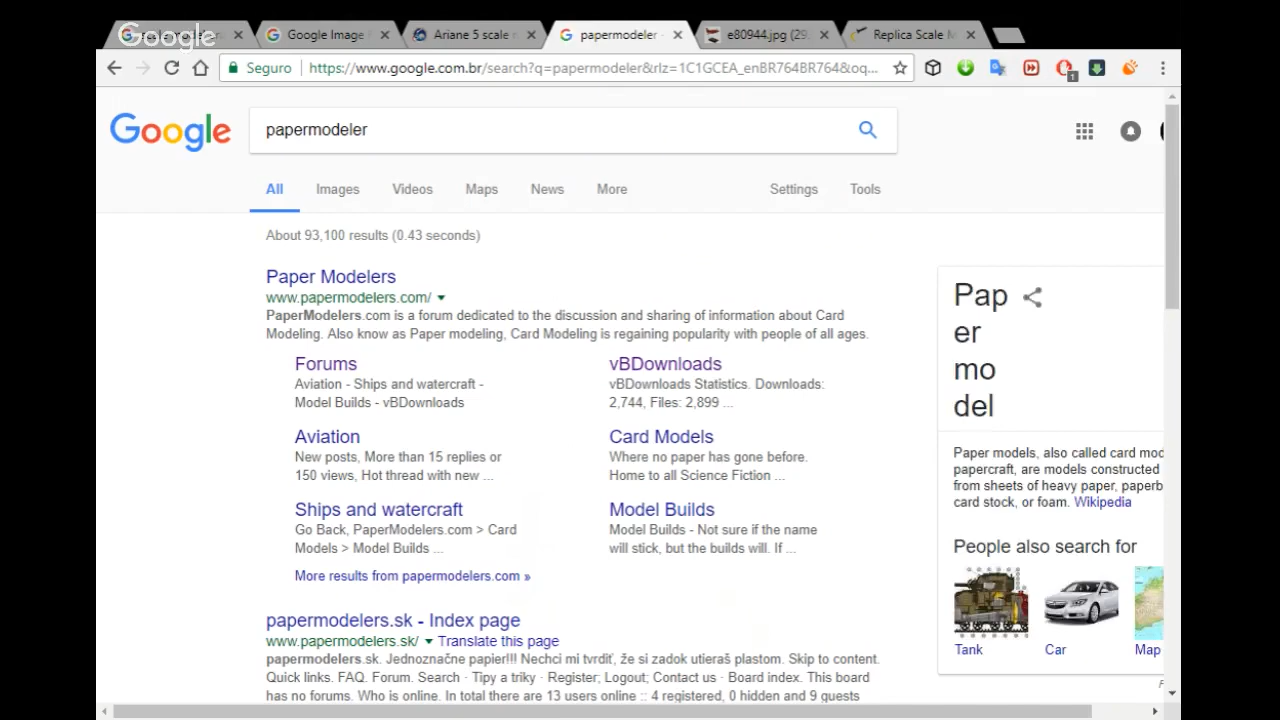 Google
Google Image
Ariane 5 scale
papermodeler
e80944.jpg (29
Replica Scale M
Seguro
https://www.google.com.br/search?q=papermodeler&rlz=1C1GCEA_enBR764BR764&oq...
1
Google
papermodeler
All Images Videos Maps News More Settings Tools
About 93,100 results (0.43 seconds)
Paper Modelers
www.papermodelers.com/
PaperModelers.com is a forum dedicated to the discussion and sharing of information about Card
Modeling. Also know as Paper modeling, Card Modeling is regaining popularity with people of all ages.
Forums
Aviation - Ships and watercraft -
Model Builds - vBDownloads
vBDownloads
vBDownloads Statistics. Downloads:
2,744, Files: 2,899 ...
Aviation
New posts, More than 15 replies or
150 views, Hot thread with new ...
Card Models
Where no paper has gone before.
Home to all Science Fiction ...
Ships and watercraft
Go Back, PaperModelers.com > Card
Models > Model Builds ...
Model Builds
Model Builds - Not sure if the name
will stick, but the builds will. If ...
More results from papermodelers.com »
papermodelers.sk - Index page
www.papermodelers.sk/ Translate this page
papermodelers.sk. Jednoznačne papier!!! Nechci mi tvrdiť, že si zadok utieraš plastom. Skip to content.
Quick links. FAQ. Forum. Search · Tipy a triky · Register; Logout; Contact us · Board index. This board
has no forums. Who is online. In total there are 13 users online :: 4 registered, 0 hidden and 9 guests
Pap
er
mo
del
Paper models, also called card mod
papercraft, are models constructed
from sheets of heavy paper, paperb
card stock, or foam. Wikipedia
People also search for
Tank
Car
Map